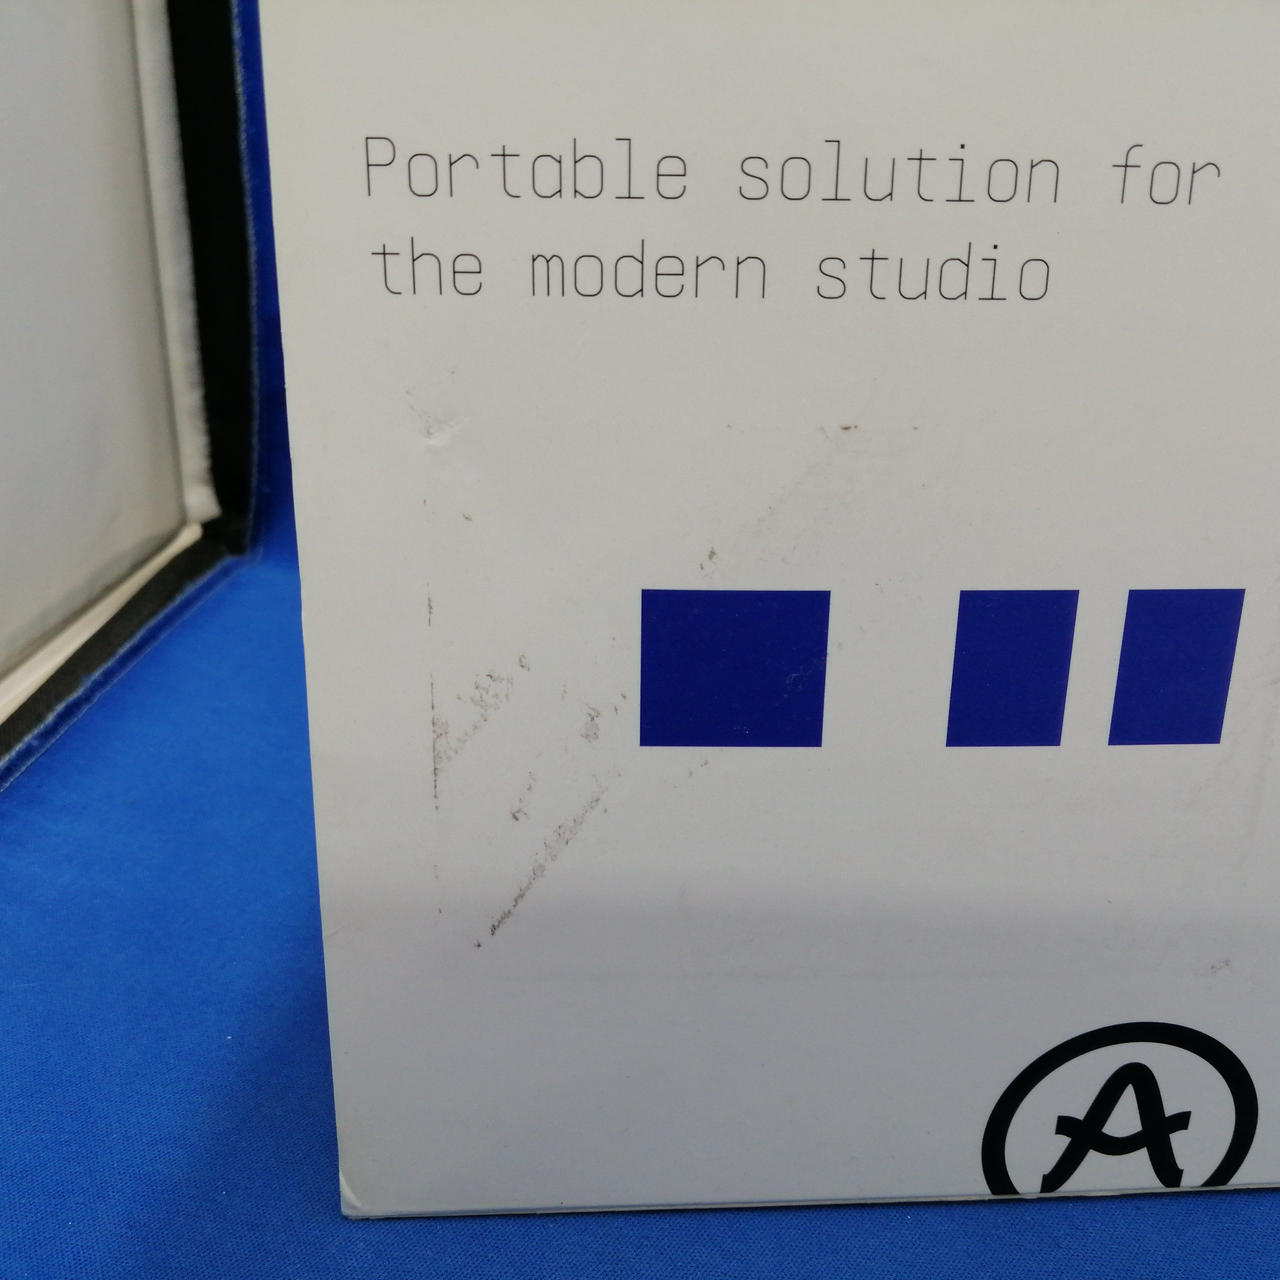 Portable solution for
the modern studio
A